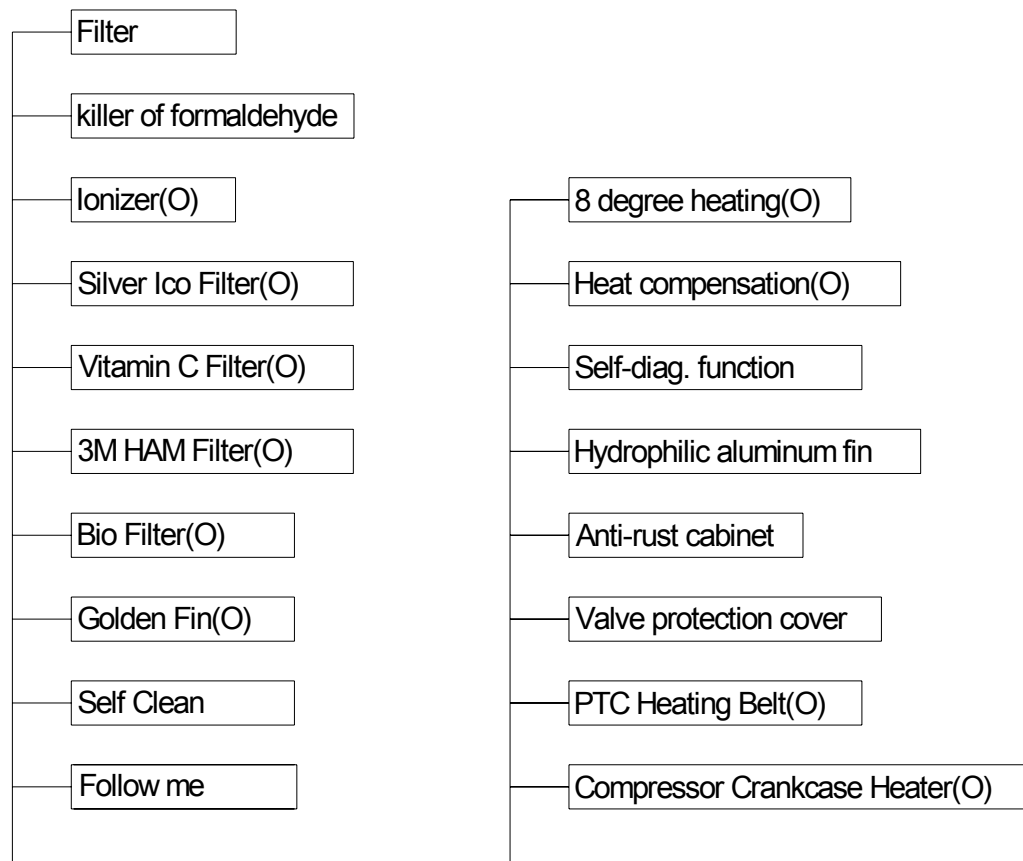 Filter
killer of formaldehyde
Ionizer(O)
Silver Ico Filter(O)
Vitamin C Filter(O)
3M HAM Filter(O)
Bio Filter(O)
Golden Fin(O)
Self Clean
Follow me
8 degree heating(O)
Heat compensation(O)
Self-diag. function
Hydrophilic aluminum fin
Anti-rust cabinet
Valve protection cover
PTC Heating Belt(O)
Compressor Crankcase Heater(O)